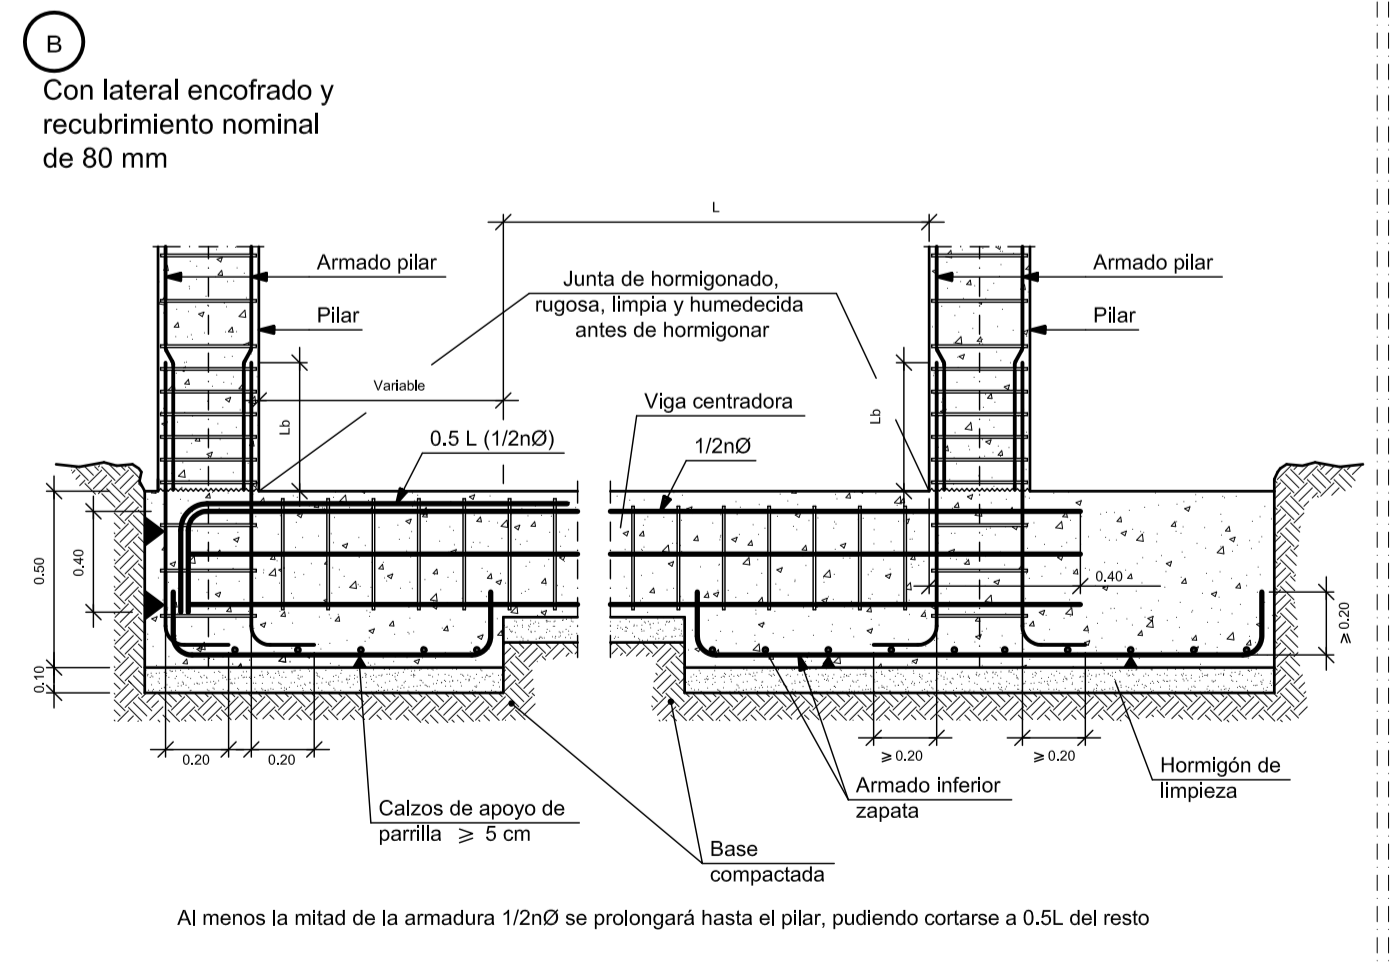 B
Con lateral encofrado y
recubrimiento nominal
de 80 mm
L
Armado pilar
Junta de hormigonado,
rugosa, limpia y humedecida
antes de hormigonar
Armado pilar
Pilar
Pilar
Variable
Lb
Lb
Viga centradora
0.5 L (1/2nØ)
1/2nØ
0.50
0.40
0.10
0.40
≥ 0.20
0.20
0.20
≥ 0.20
≥ 0.20
Armado inferior
zapata
Hormigón de
limpieza
Calzos de apoyo de
parrilla ≥ 5 cm
Base
compactada
Al menos la mitad de la armadura 1/2nØ se prolongará hasta el pilar, pudiendo cortarse a 0.5L del resto